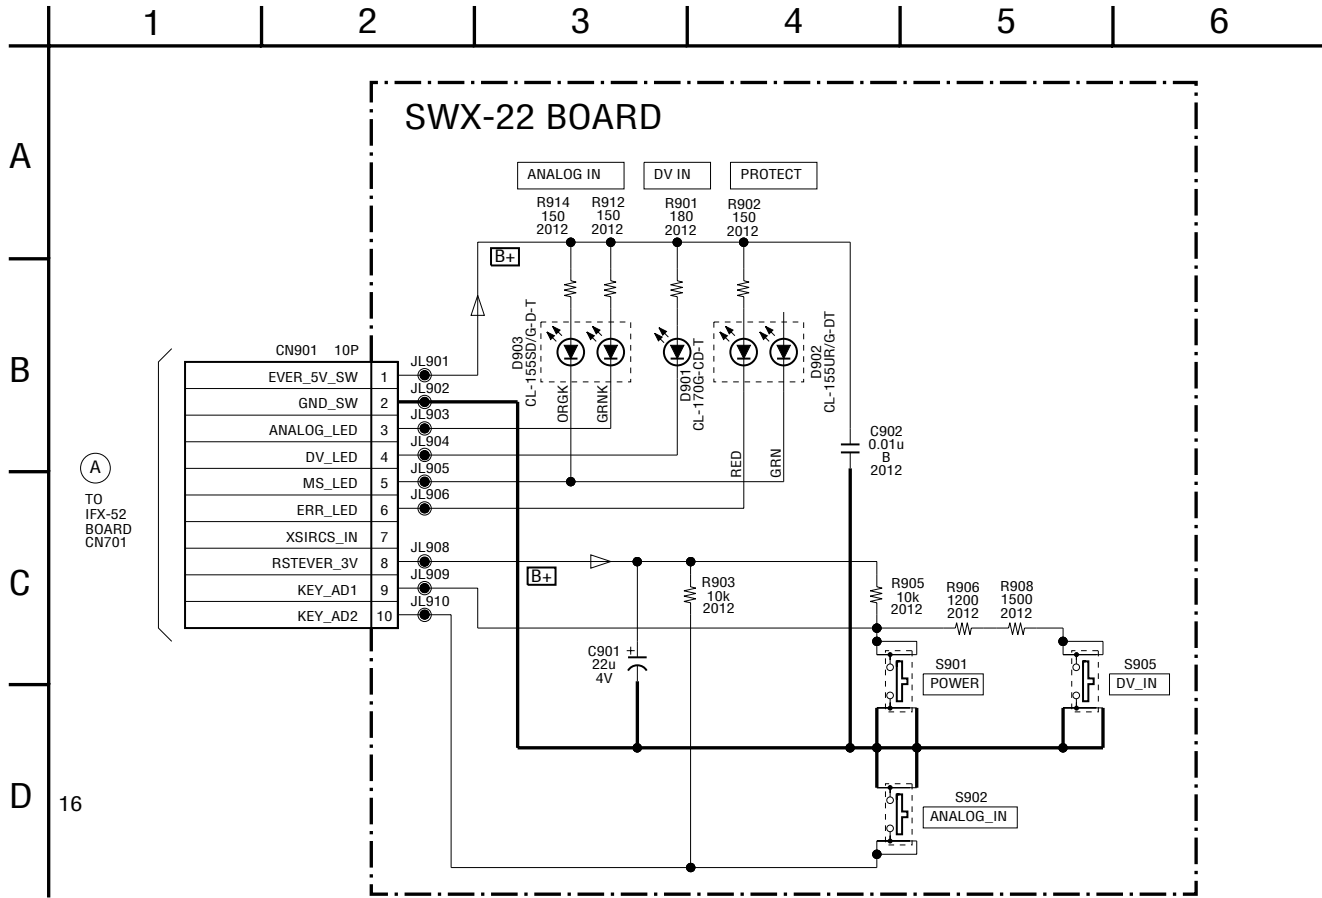 1 2 3 4 5 6
A
B
C
D
16
SWX-22 BOARD
ANALOG IN
DV IN
PROTECT
R914
150
2012
R912
150
2012
R901
180
2012
R902
150
2012
B+
D903
CL-155SD/G-D-T
D901
CL-170G-CD-T
D902
CL-155UR/G-DT
ORGK
GRNK
RED
GRN
C902
0.01u
B
2012
CN901 10P
EVER_5V_SW 1 JL901
GND_SW 2 JL902
ANALOG_LED 3 JL903
DV_LED 4 JL904
MS_LED 5 JL905
ERR_LED 6 JL906
XSIRCS_IN 7
RSTEVER_3V 8 JL908
KEY_AD1 9 JL909
KEY_AD2 10 JL910
A
TO
IFX-52
BOARD
CN701
B+
R903
10k
2012
R905
10k
2012
R906
1200
2012
R908
1500
2012
C901 +
22u
4V
S901
POWER
S905
DV_IN
S902
ANALOG_IN